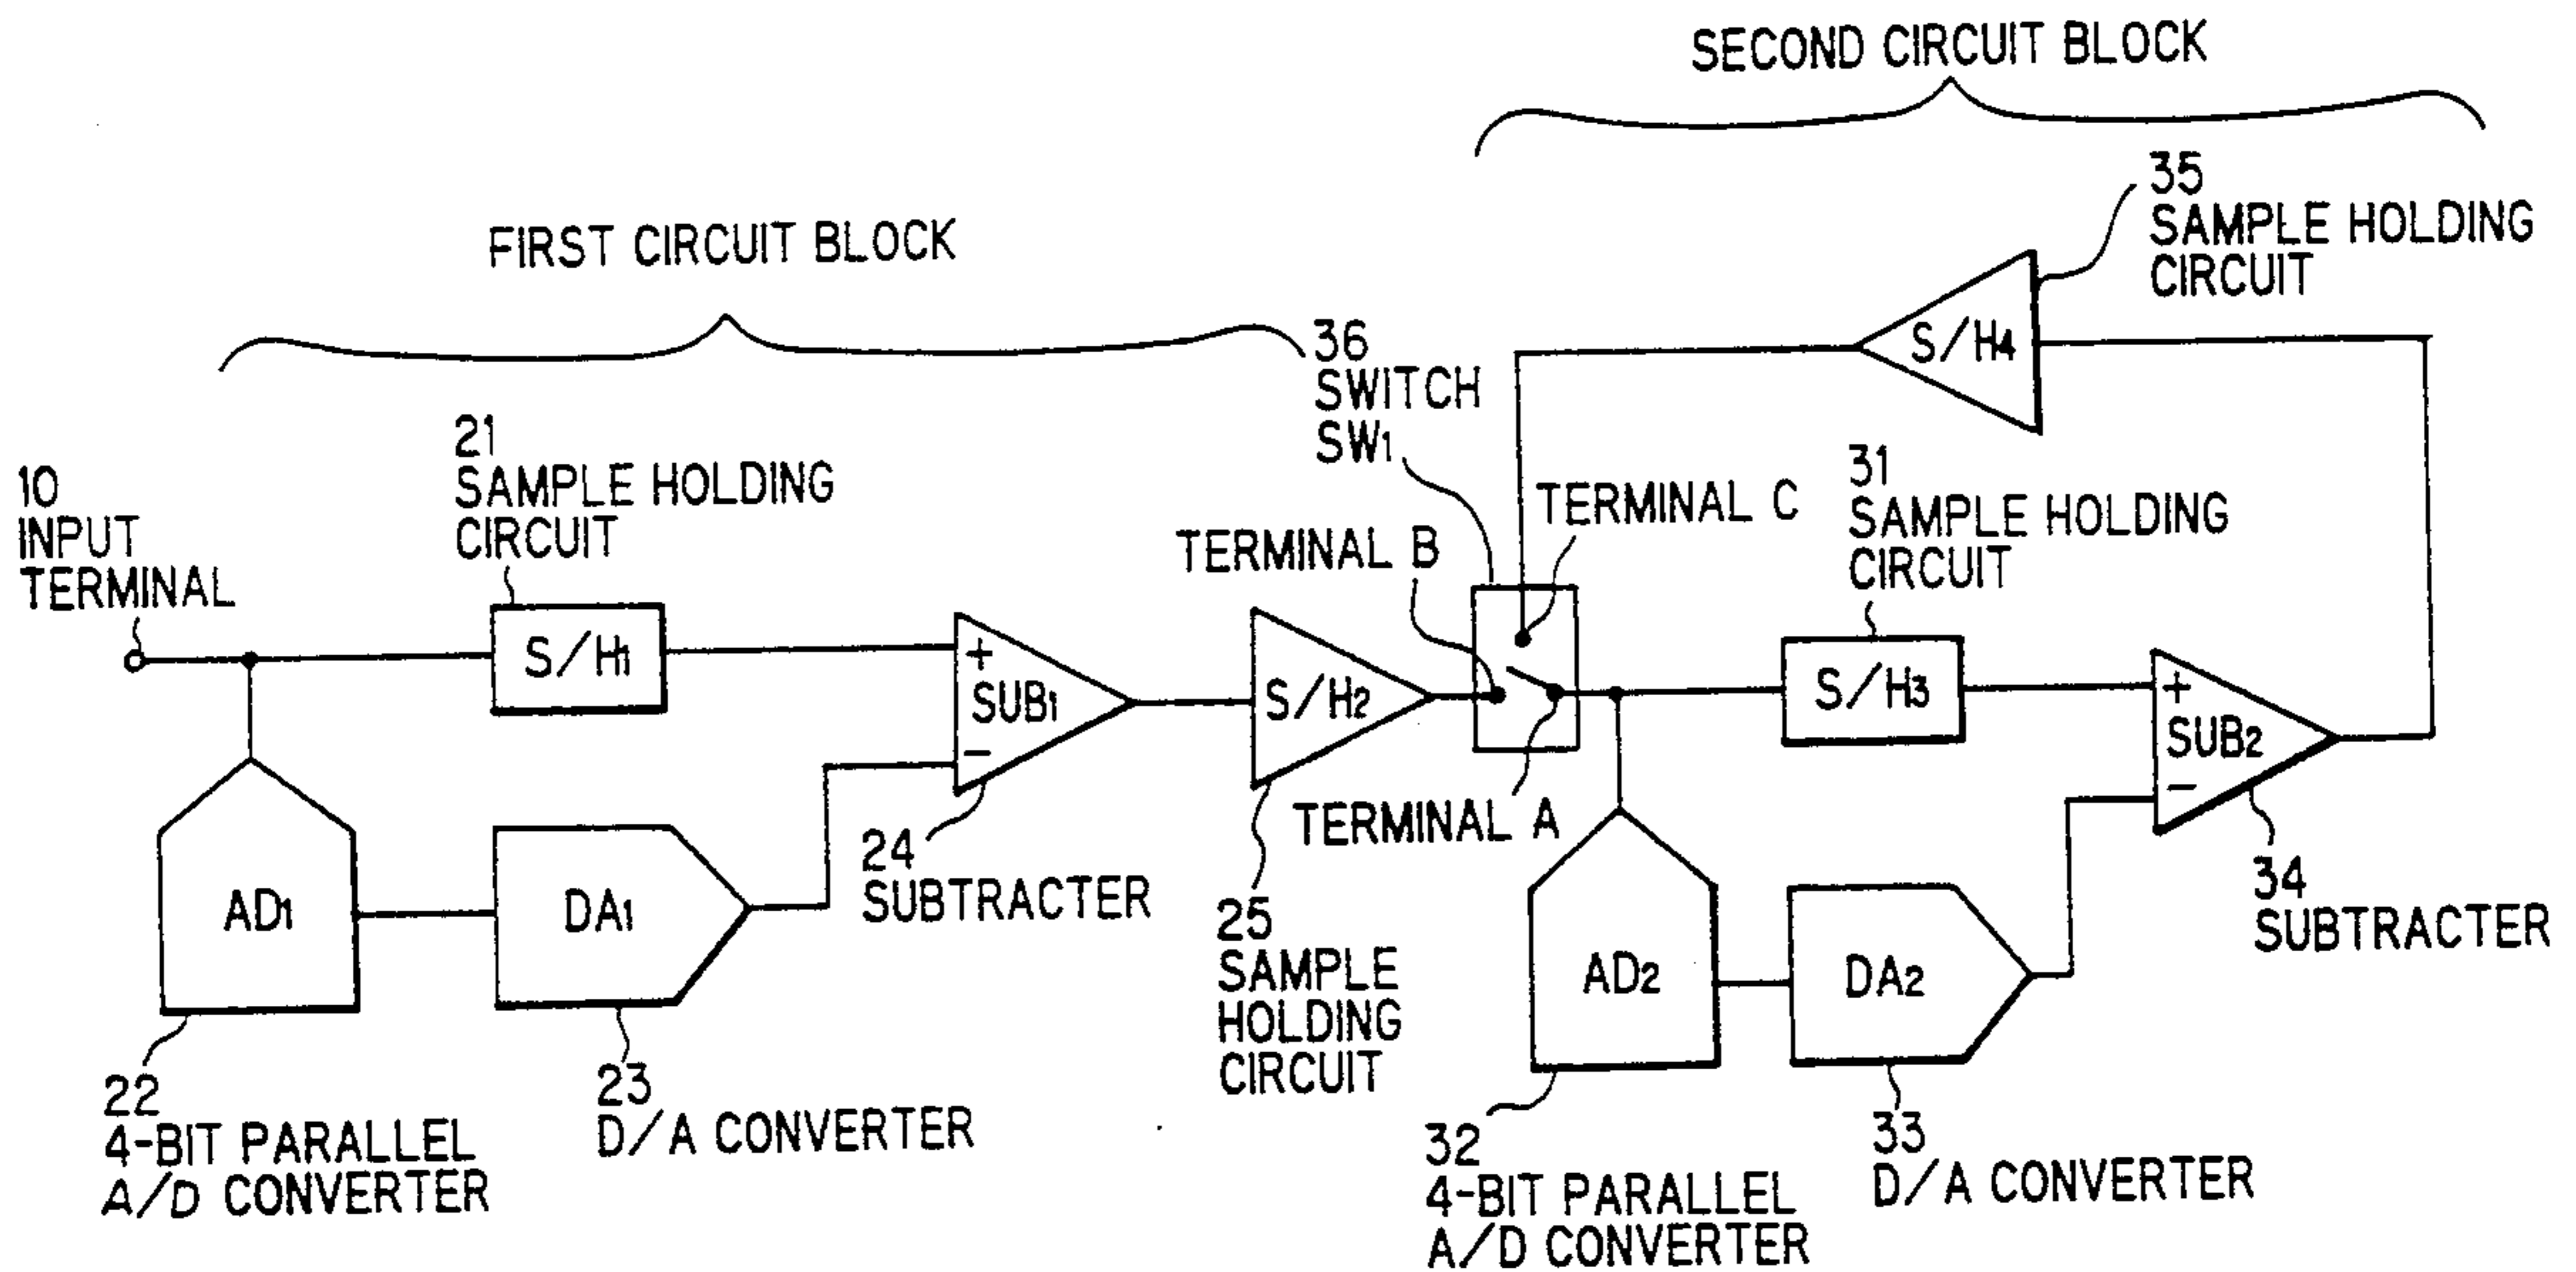 SECOND CIRCUIT BLOCK
35
SAMPLE HOLDING
CIRCUIT
FIRST CIRCUIT BLOCK
36
SWITCH
SW1
S/H4
21
SAMPLE HOLDING
CIRCUIT
10
INPUT
TERMINAL
TERMINAL B
TERMINAL C
31
SAMPLE HOLDING
CIRCUIT
S/H1
+
SUB1
−
S/H2
S/H3
+
SUB2
−
TERMINAL A
24
SUBTRACTER
AD1
DA1
25
SAMPLE
HOLDING
CIRCUIT
34
SUBTRACTER
AD2
DA2
22
4-BIT PARALLEL
A/D CONVERTER
23
D/A CONVERTER
32
4-BIT PARALLEL
A/D CONVERTER
33
D/A CONVERTER